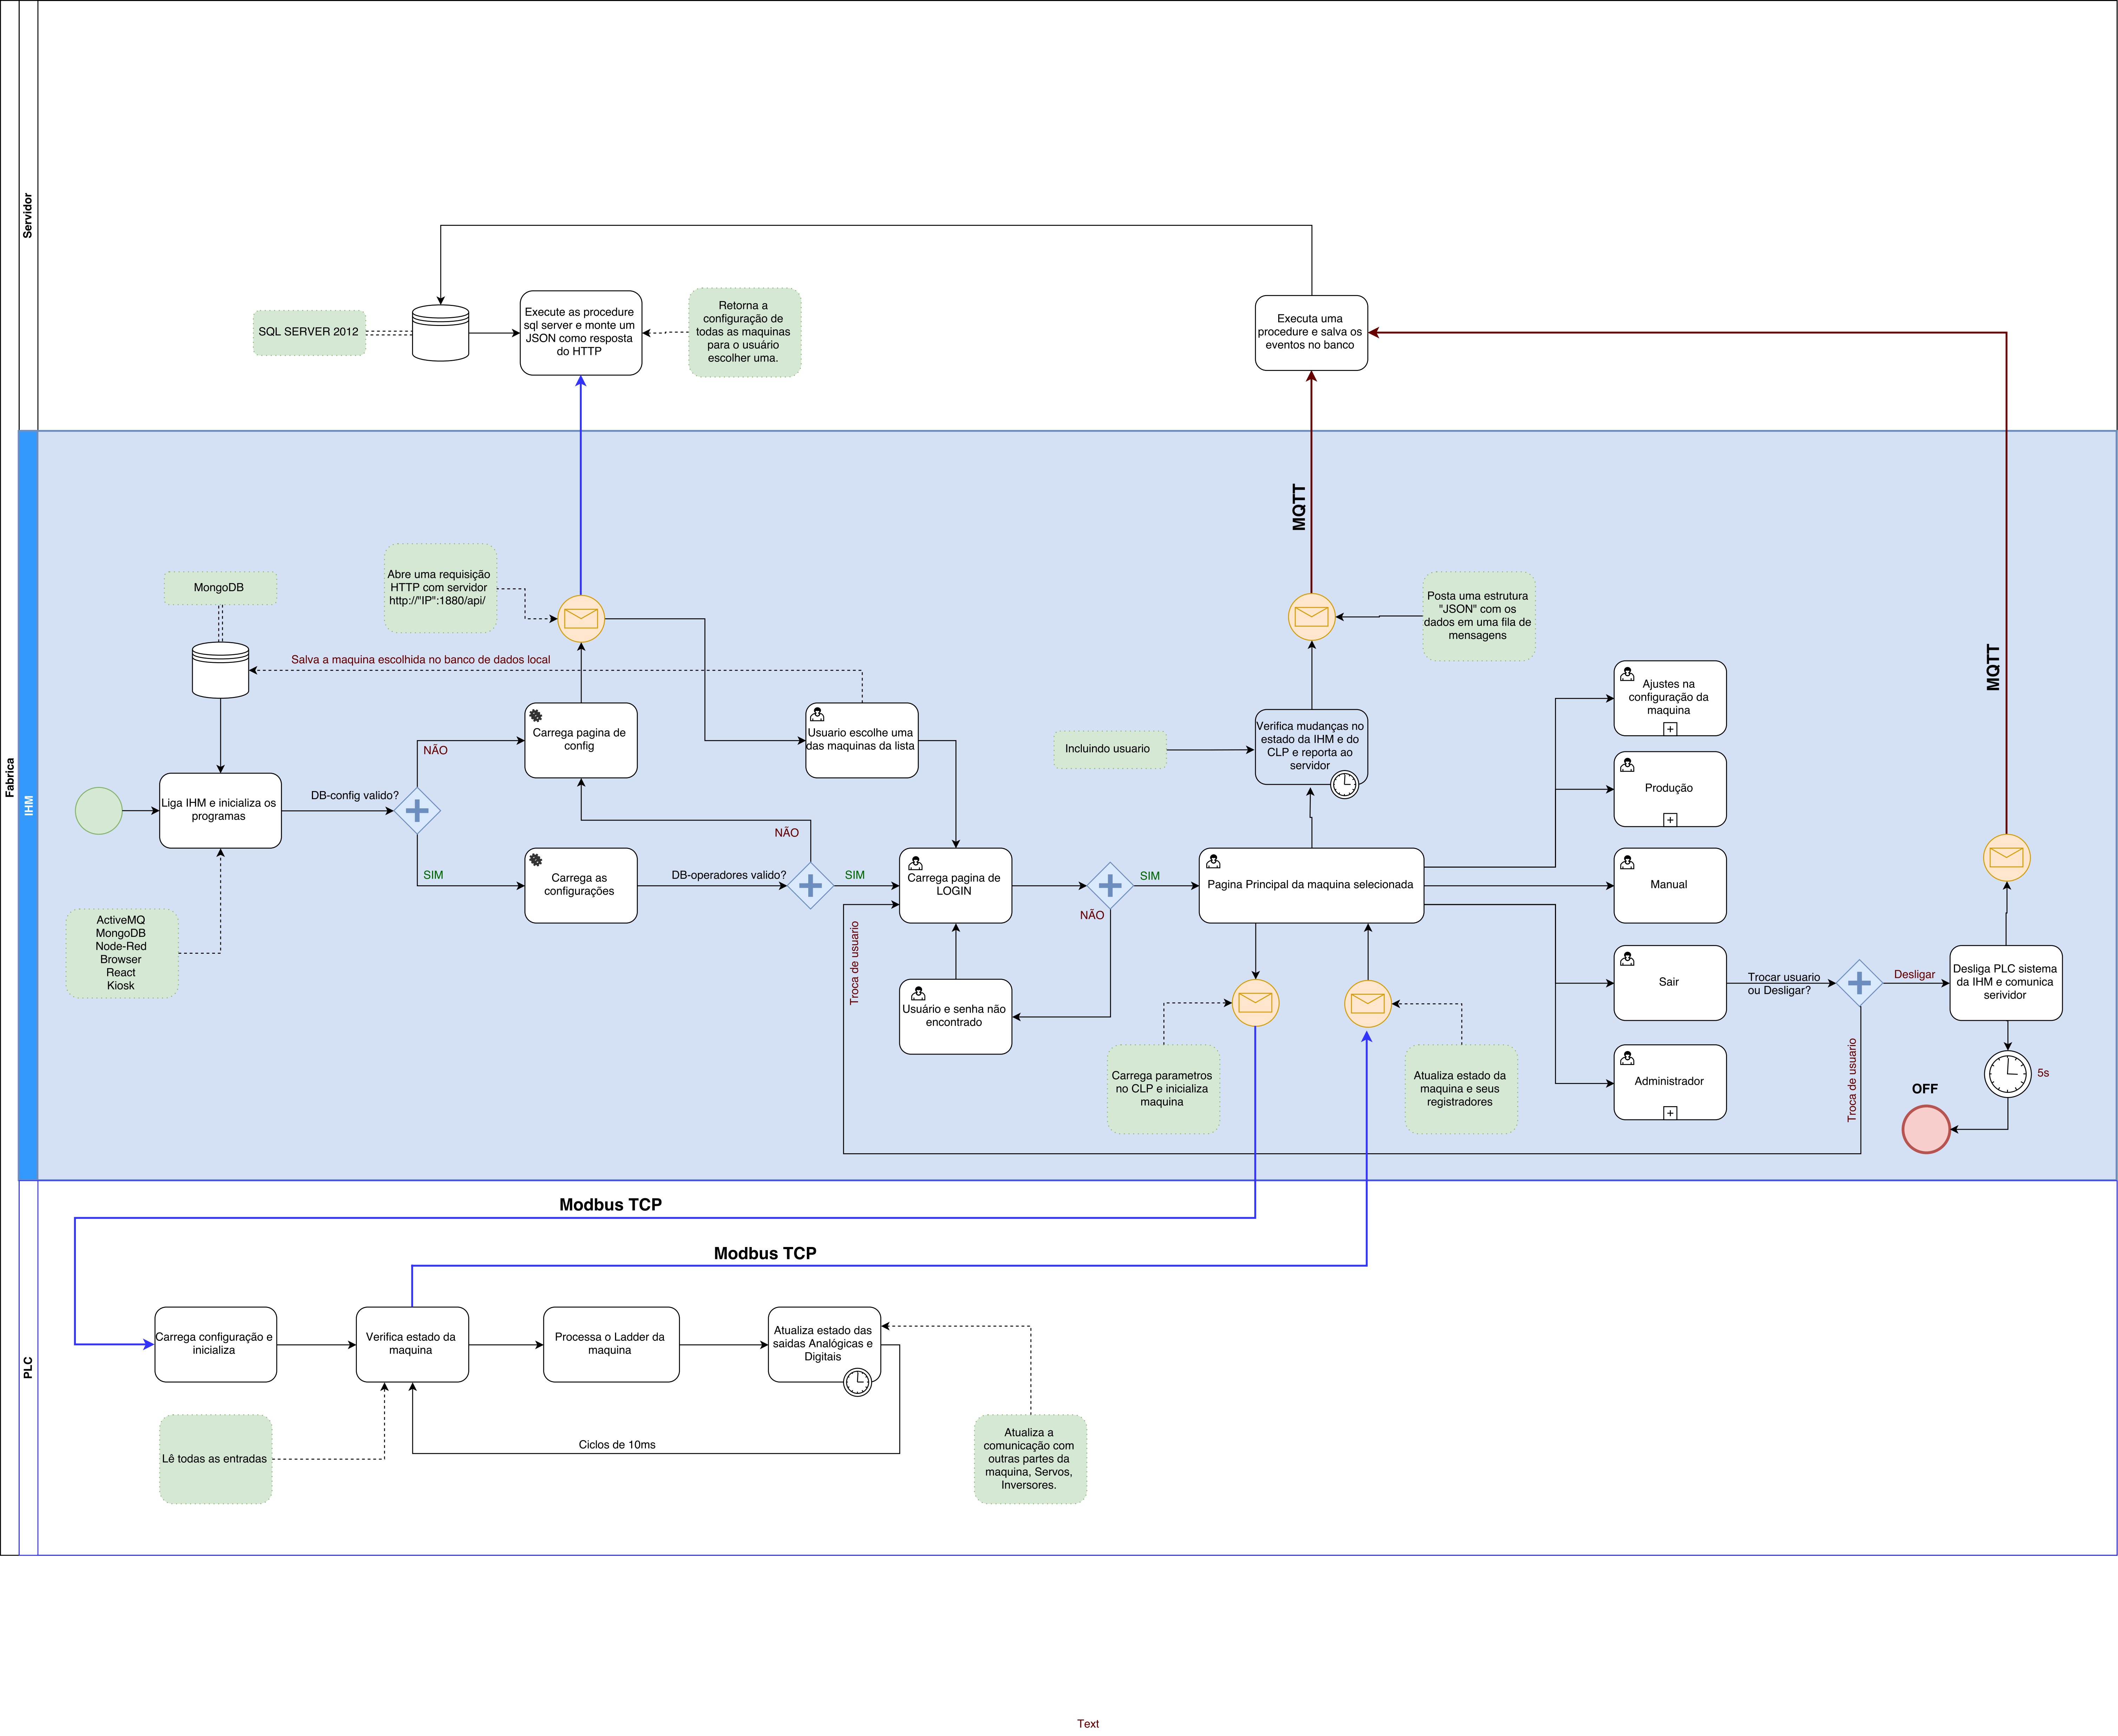 Fabrica
Servidor
SQL SERVER 2012
Execute as procedure
sql server e monte um
JSON como resposta
do HTTP
Retorna a
configuração de
todas as maquinas
para o usuário
escolher uma.
Executa uma
procedure e salva os
eventos no banco
IHM
MQTT
MQTT
MongoDB
Abre uma requisição
HTTP com servidor
http://"IP":1880/api/
Salva a maquina escolhida no banco de dados local
Posta uma estrutura
"JSON" com os
dados em uma fila de
mensagens
Liga IHM e inicializa os
programas
DB-config valido?
NÃO
SIM
Carrega pagina de
config
Usuario escolhe uma
das maquinas da lista
Incluindo usuario
Verifica mudanças no
estado da IHM e do
CLP e reporta ao
servidor
Ajustes na
configuração da
maquina
Produção
Manual
Sair
Administrador
ActiveMQ
MongoDB
Node-Red
Browser
React
Kiosk
Carrega as
configurações
DB-operadores valido?
NÃO
SIM
Carrega pagina de
LOGIN
SIM
NÃO
Pagina Principal da maquina selecionada
Troca de usuario
Usuário e senha não
encontrado
Carrega parametros
no CLP e inicializa
maquina
Atualiza estado da
maquina e seus
registradores
Trocar usuario
ou Desligar?
Desligar
Troca de usuario
Desliga PLC sistema
da IHM e comunica
serividor
5s
OFF
PLC
Modbus TCP
Modbus TCP
Carrega configuração e
inicializa
Verifica estado da
maquina
Processa o Ladder da
maquina
Atualiza estado das
saidas Analógicas e
Digitais
Ciclos de 10ms
Lê todas as entradas
Atualiza a
comunicação com
outras partes da
maquina, Servos,
Inversores.
Text